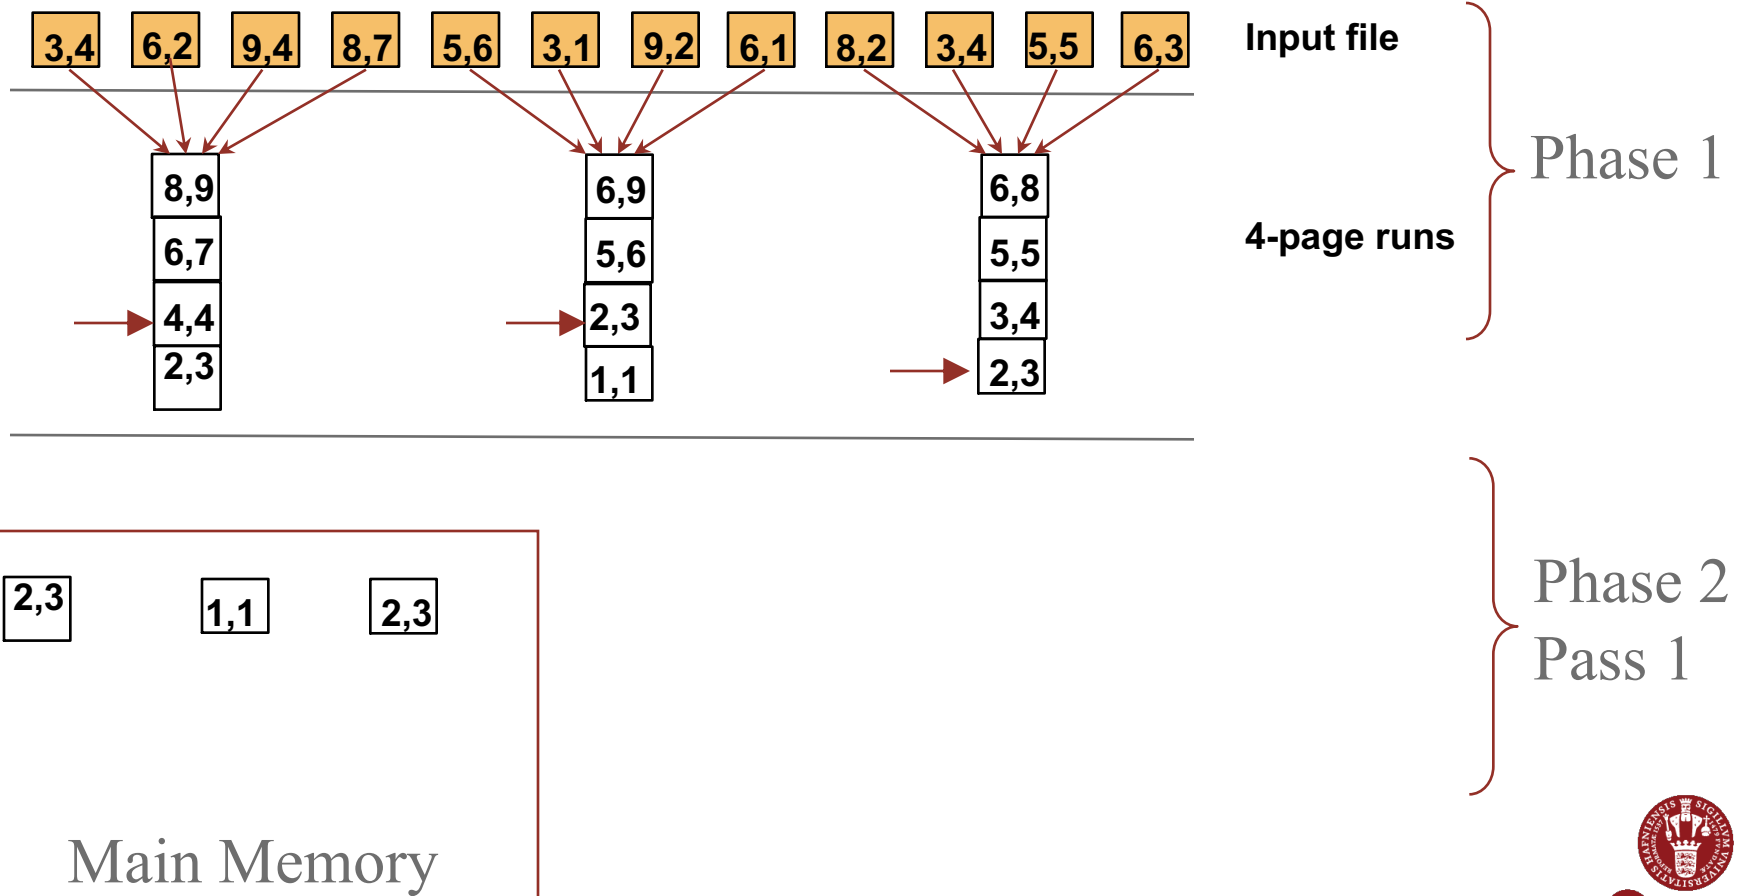 3,4 6,2 9,4 8,7 5,6 3,1 9,2 6,1 8,2 3,4 5,5 6,3
Input file
Phase 1
8,9 6,9 6,8
6,7 5,6 5,5
4-page runs
4,4 2,3 3,4
2,3 1,1 2,3
2,3 1,1 2,3
Phase 2
Pass 1
Main Memory